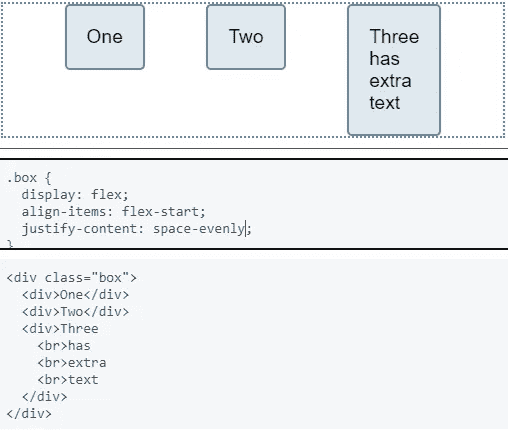 One
Two
Three
has
extra
text
.box {
  display: flex;
  align-items: flex-start;
  justify-content: space-evenly;
}
<div class="box">
  <div>One</div>
  <div>Two</div>
  <div>Three
    <br>has
    <br>extra
    <br>text
  </div>
</div>